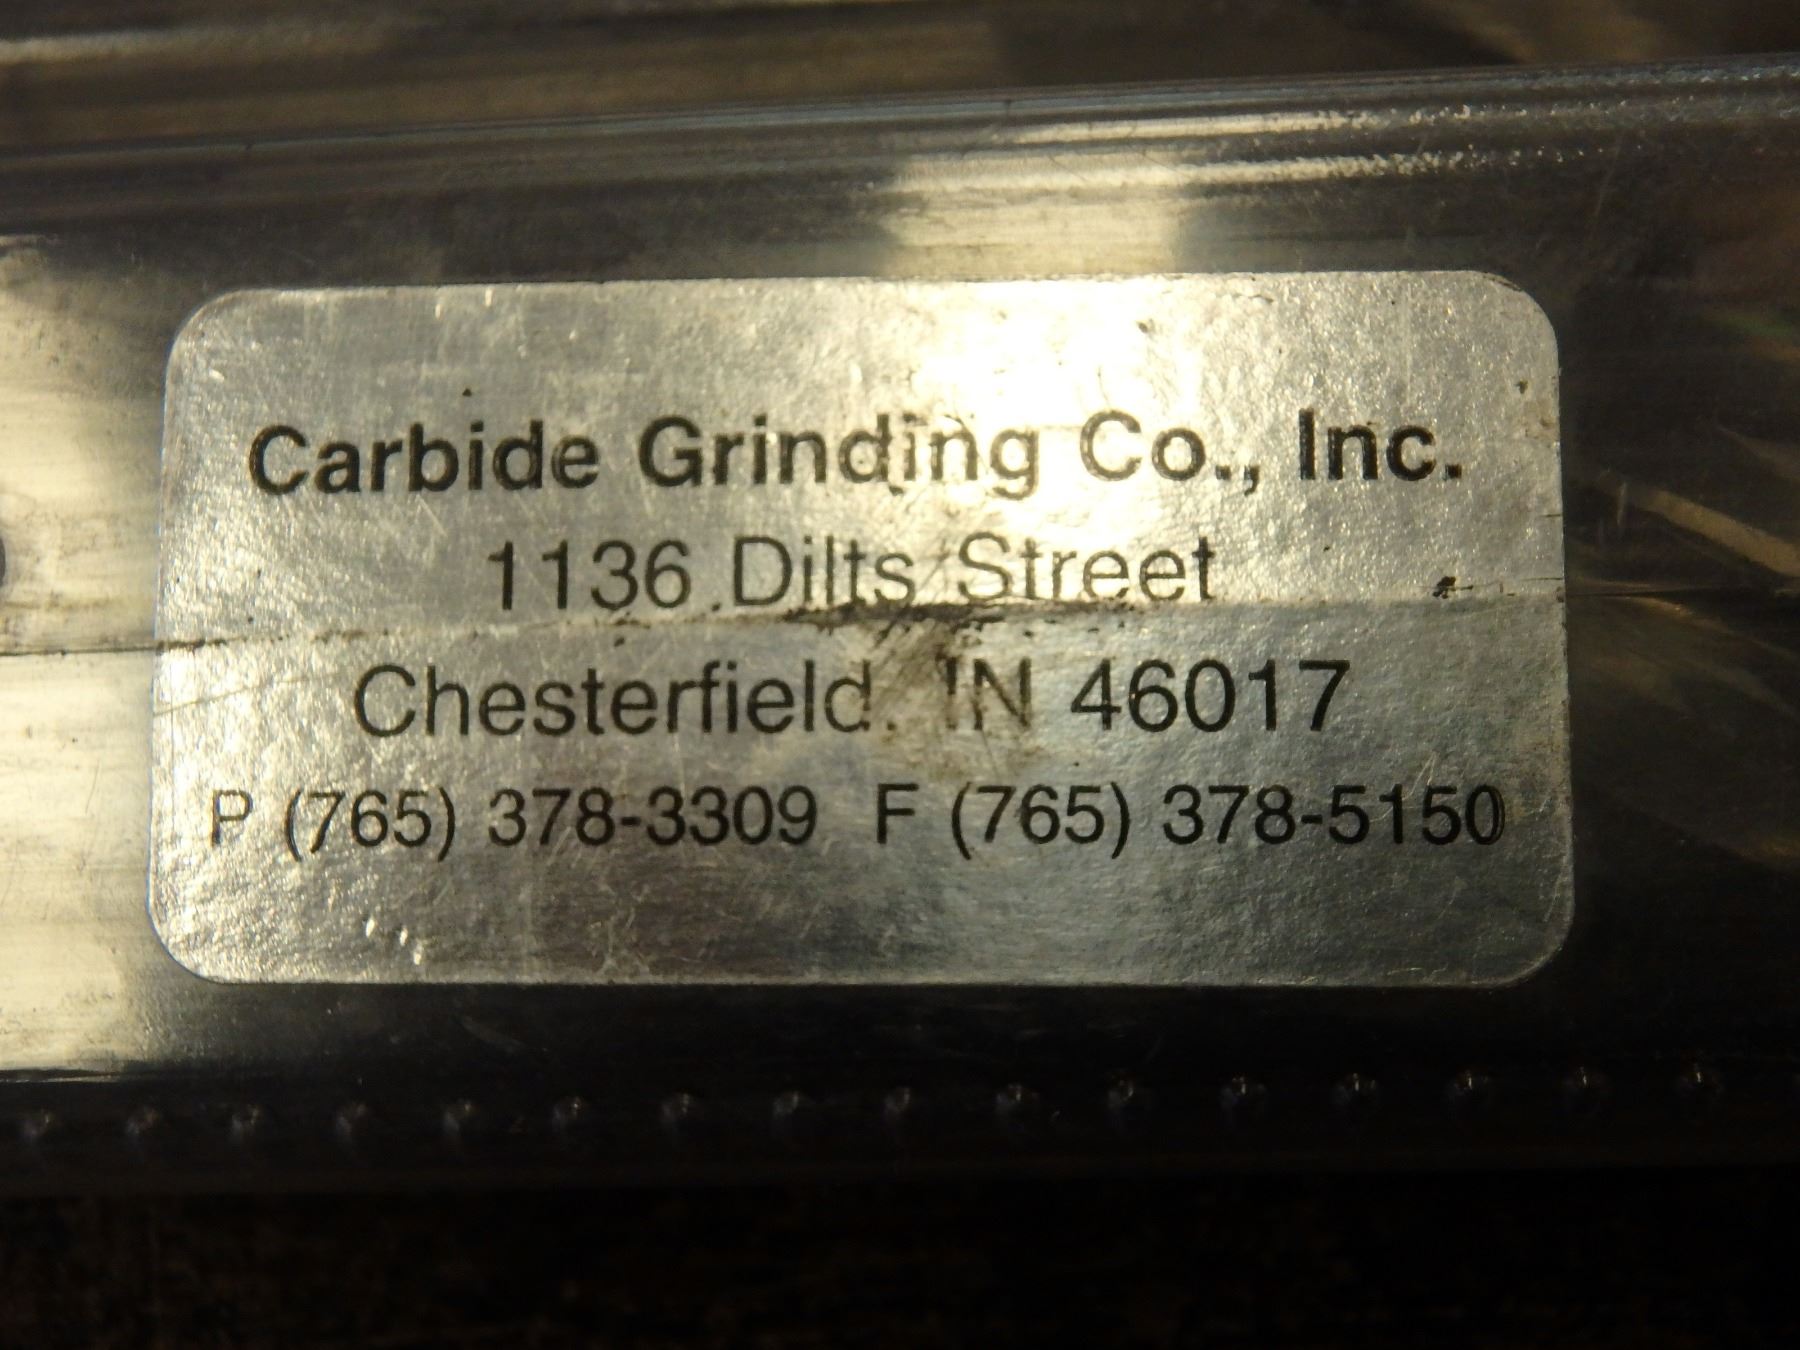 Carbide Grinding Co., Inc.
1136 Dilts Street
Chesterfield, IN 46017
P (765) 378-3309 F (765) 378-5150